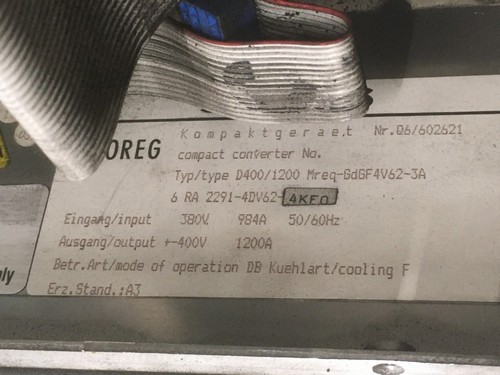 OREG
Kompaktgeraet Nr.Q6/602621
compact converter No.
Typ/type D400/1200 Mreq-GdGF4V62-3A
6 RA 2291-4DV62-4KF0
Eingang/input 380V. 984A 50/60Hz
Ausgang/output +-400V 1200A
Betr.Art/mode of operation DB Kuehlart/cooling F
Erz.Stand.:A3